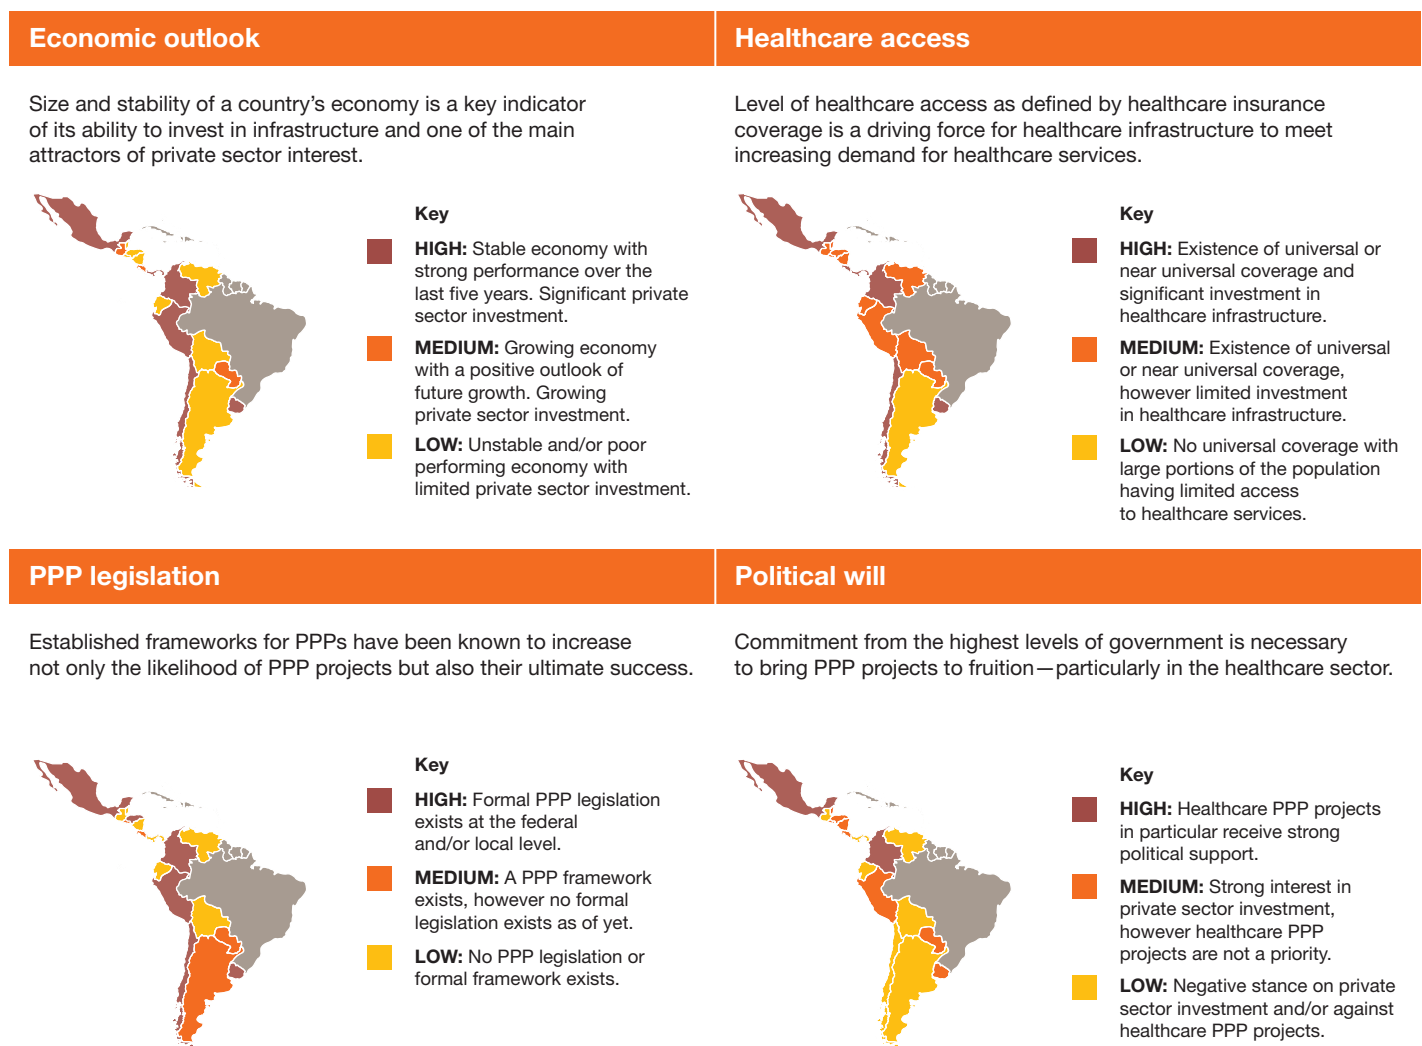 Economic outlook
Size and stability of a country's economy is a key indicator
of its ability to invest in infrastructure and one of the main
attractors of private sector interest.
Key
HIGH: Stable economy with
strong performance over the
last five years. Significant private
sector investment.
MEDIUM: Growing economy
with a positive outlook of
future growth. Growing
private sector investment.
LOW: Unstable and/or poor
performing economy with
limited private sector investment.
Healthcare access
Level of healthcare access as defined by healthcare insurance
coverage is a driving force for healthcare infrastructure to meet
increasing demand for healthcare services.
Key
HIGH: Existence of universal or
near universal coverage and
significant investment in
healthcare infrastructure.
MEDIUM: Existence of universal
or near universal coverage,
however limited investment
in healthcare infrastructure.
LOW: No universal coverage with
large portions of the population
having limited access
to healthcare services.
PPP legislation
Established frameworks for PPPs have been known to increase
not only the likelihood of PPP projects but also their ultimate success.
Key
HIGH: Formal PPP legislation
exists at the federal
and/or local level.
MEDIUM: A PPP framework
exists, however no formal
legislation exists as of yet.
LOW: No PPP legislation or
formal framework exists.
Political will
Commitment from the highest levels of government is necessary
to bring PPP projects to fruition—particularly in the healthcare sector.
Key
HIGH: Healthcare PPP projects
in particular receive strong
political support.
MEDIUM: Strong interest in
private sector investment,
however healthcare PPP
projects are not a priority.
LOW: Negative stance on private
sector investment and/or against
healthcare PPP projects.